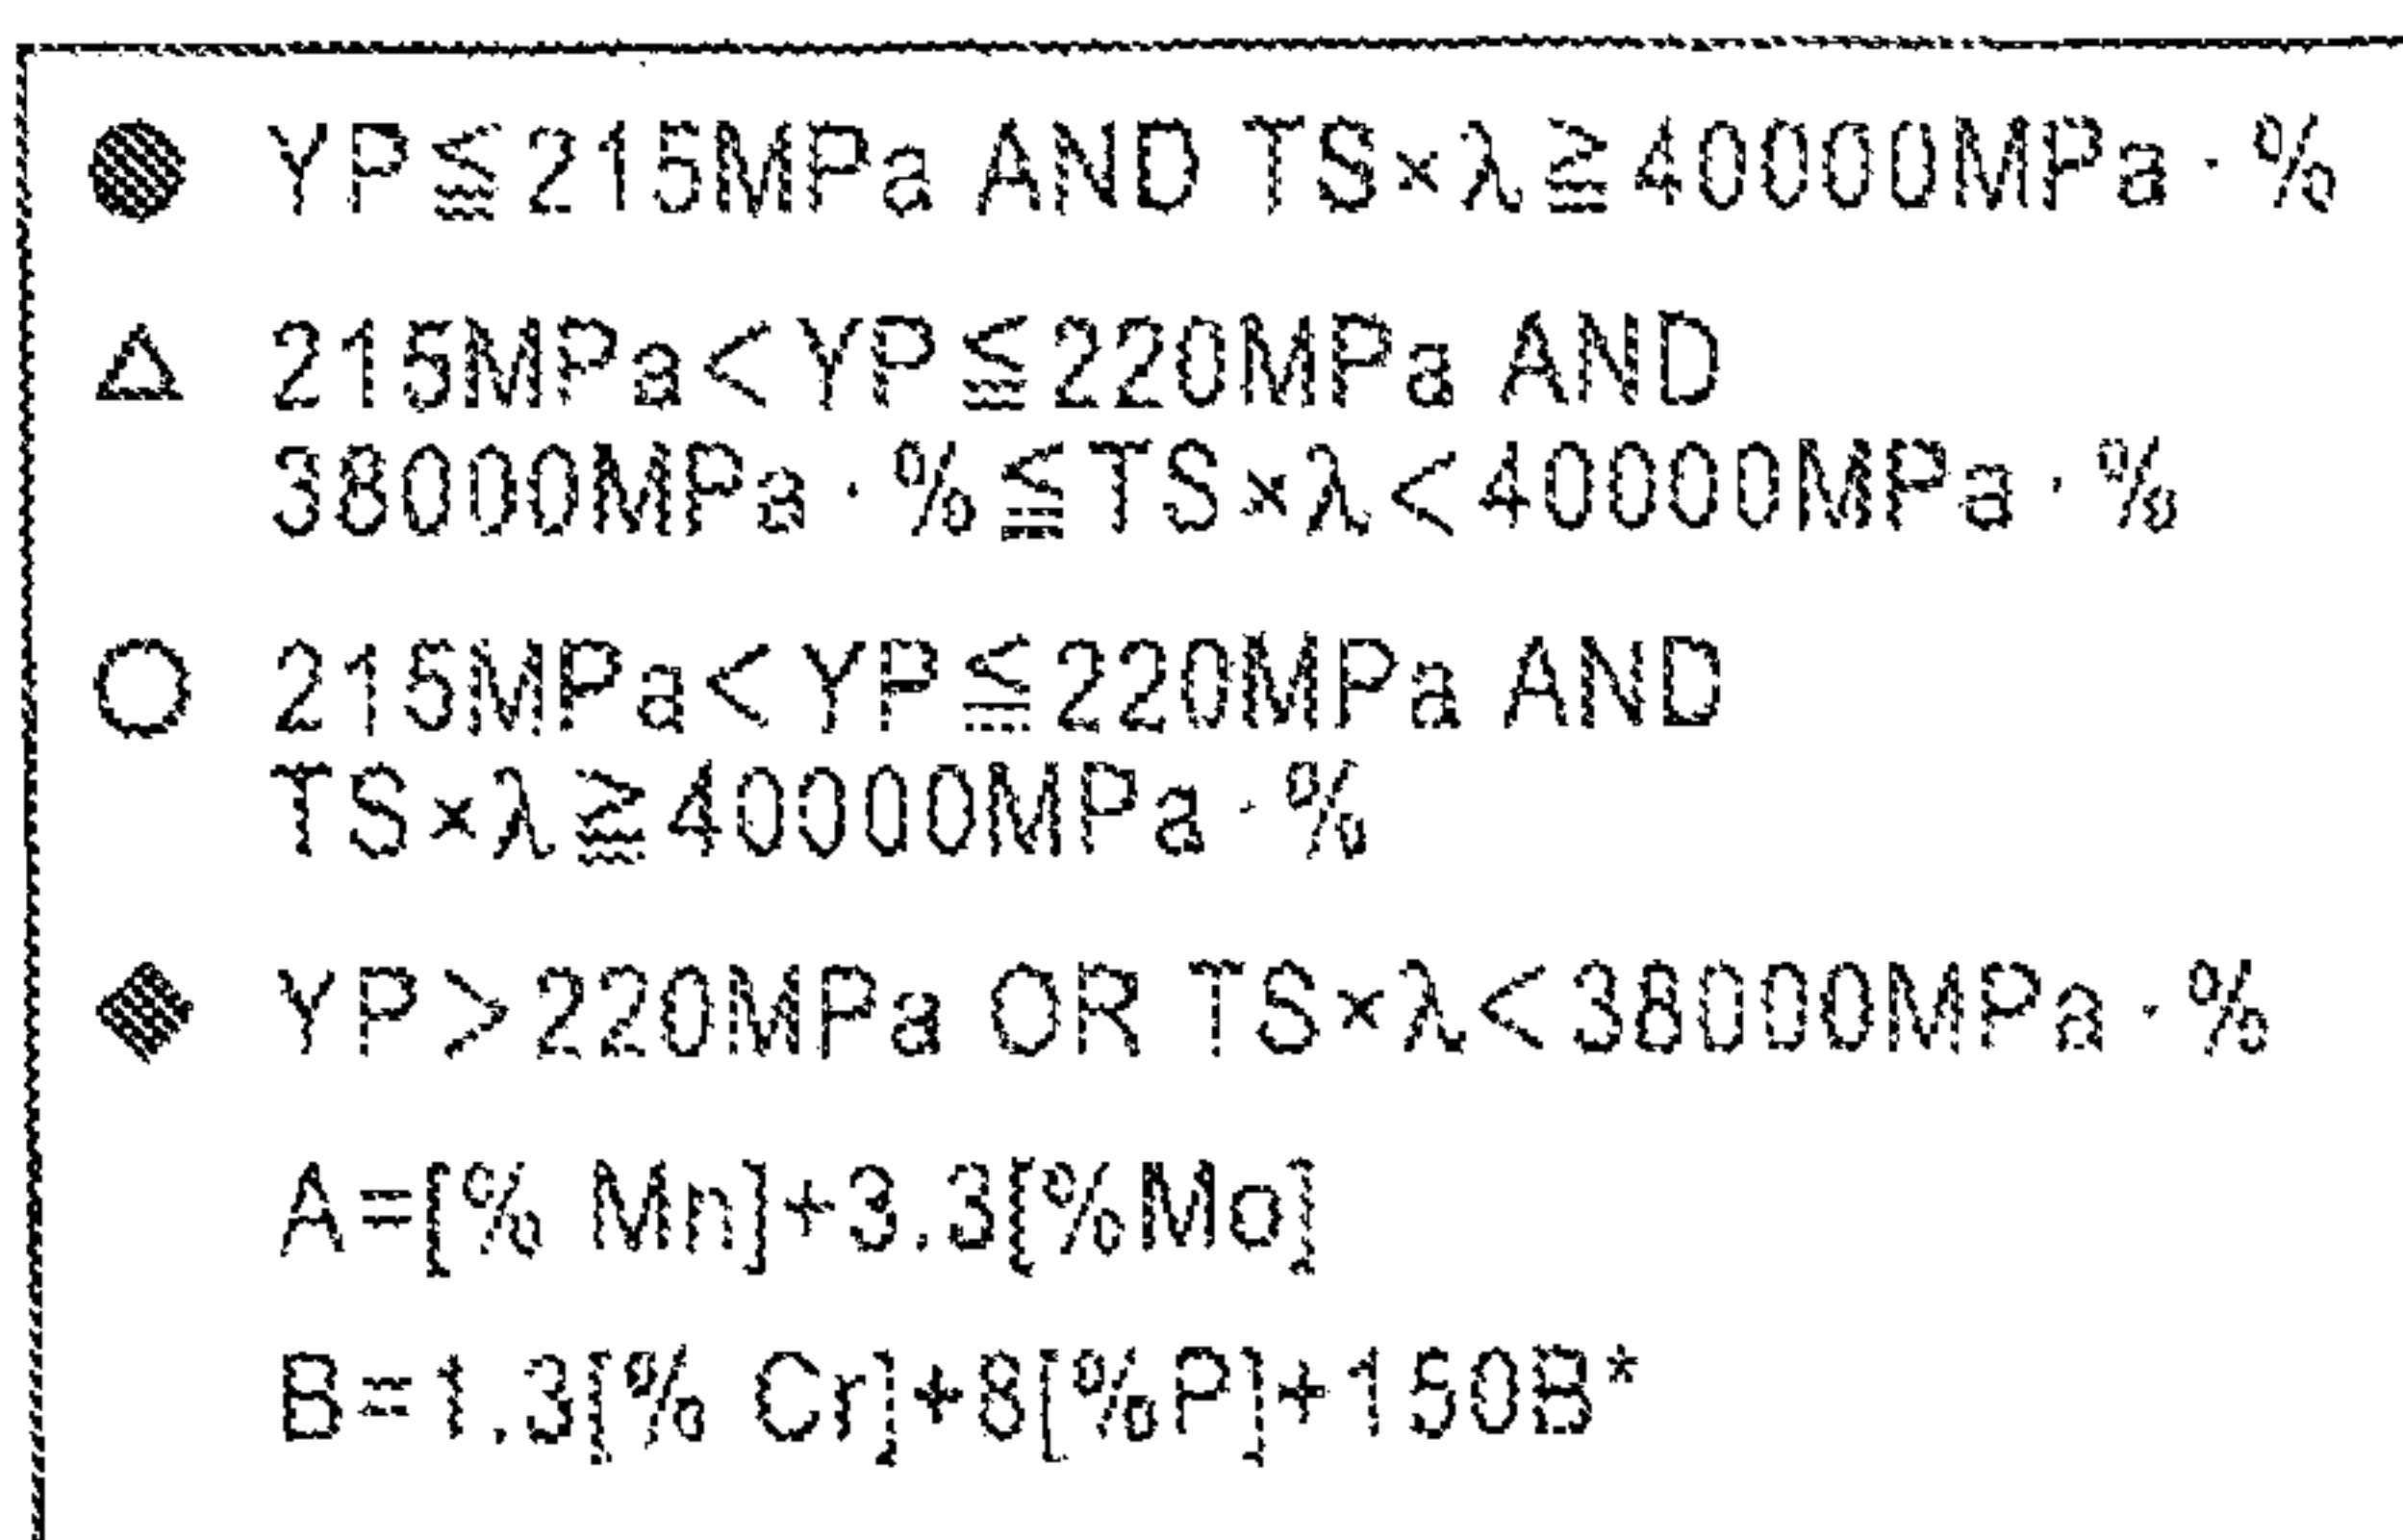 ● YP≦215MPa AND TS×λ≧40000MPa·%
△ 215MPa<YP≦220MPa AND
38000MPa·%≦TS×λ<40000MPa·%
○ 215MPa<YP≦220MPa AND
TS×λ≧40000MPa·%
◆ YP>220MPa OR TS×λ<38000MPa·%
A=[% Mn]+3.3[%Mo]
B=1.3[% Cr]+8[%P]+150B*